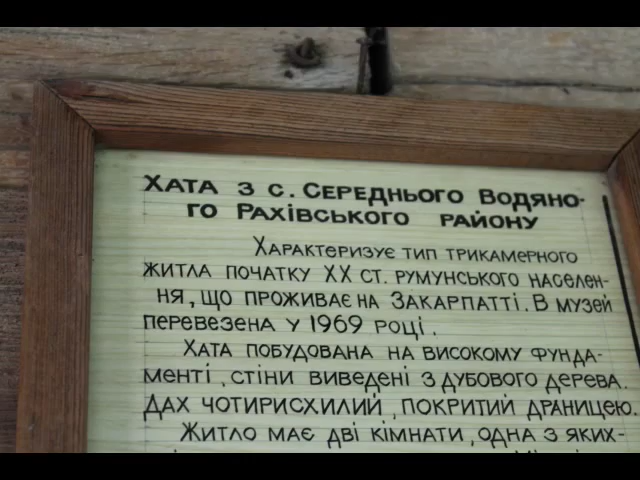 ХАТА З С. СЕРЕДНЬОГО ВОДЯНО-
ГО РАХІВСЬКОГО РАЙОНУ
ХАРАКТЕРИЗУЄ ТИП ТРИКАМЕРНОГО
ЖИТЛА ПОЧАТКУ XX СТ. РУМУНСЬКОГО НАСЕЛЕН-
НЯ, ЩО ПРОЖИВАЄ НА ЗАКАРПАТТІ. В МУЗЕЙ
ПЕРЕВЕЗЕНА У 1969 РОЦІ.
ХАТА ПОБУДОВАНА НА ВИСОКОМУ ФУНДА-
МЕНТІ, СТІНИ ВИВЕДЕНІ З ДУБОВОГО ДЕРЕВА.
ДАХ ЧОТИРИСХИЛИЙ, ПОКРИТИЙ ДРАНИЦЕЮ.
ЖИТЛО МАЄ ДВІ КІМНАТИ, ОДНА З ЯКИХ-